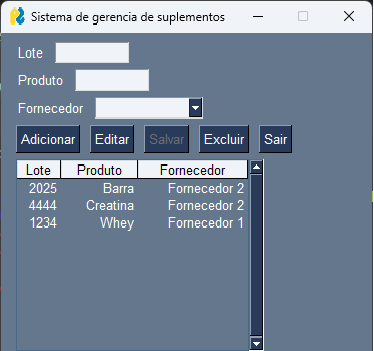 Sistema de gerencia de suplementos
Lote
Produto
Fornecedor
Adicionar Editar Salvar Excluir Sair
Lote Produto Fornecedor
2025 Barra Fornecedor 2
4444 Creatina Fornecedor 2
1234 Whey Fornecedor 1